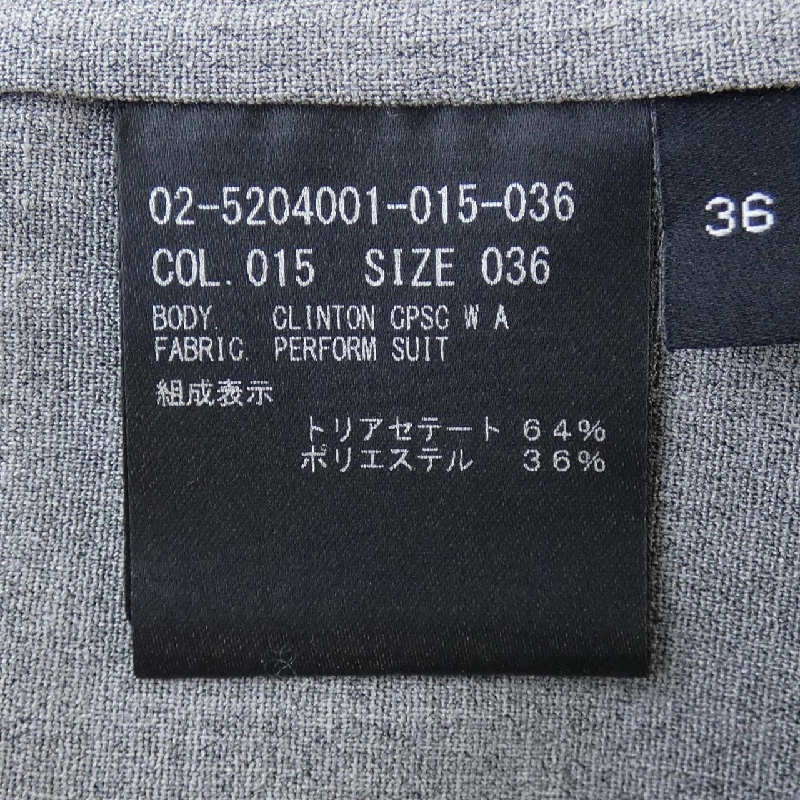 02-5204001-015-036
COL.015 SIZE 036
BODY. CLINTON CPSC W A
FABRIC. PERFORM SUIT
組成表示
トリアセテート 64%
ポリエステル 36%
36